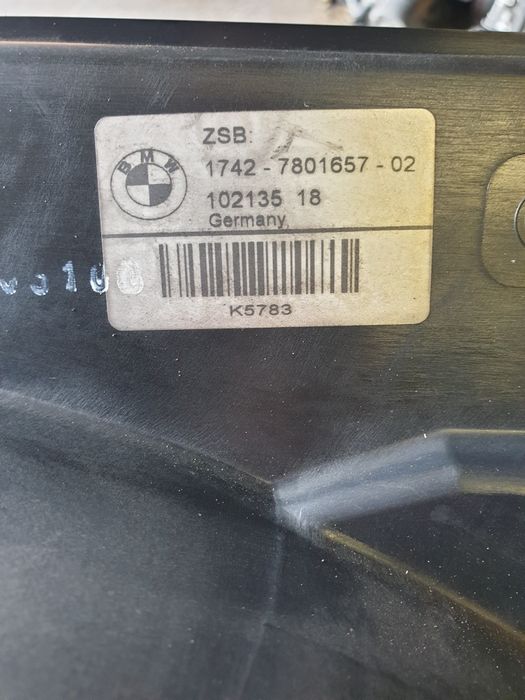 ZSB:
BMW
1742 - 7801657 - 02
102135 18
Germany
K5783